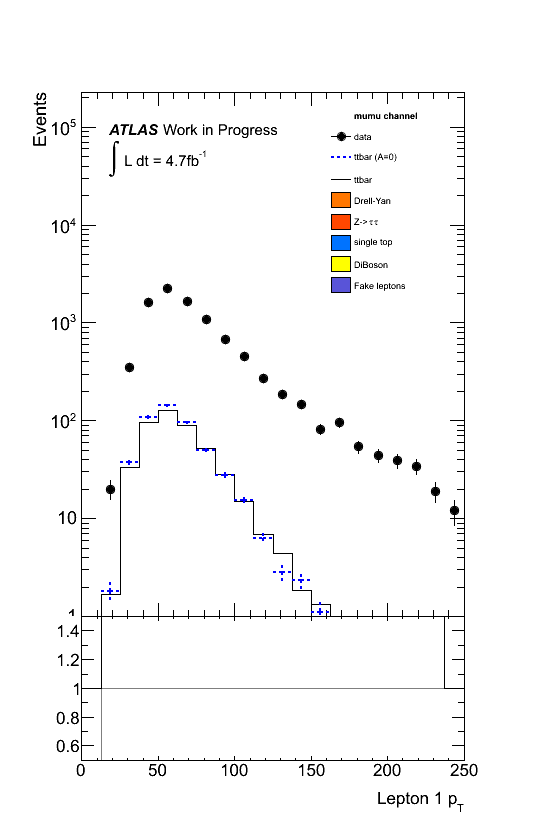 Events
10⁵
10⁴
10³
10²
10
1
ATLAS Work in Progress
∫ L dt = 4.7fb⁻¹
mumu channel
data
ttbar (A=0)
ttbar
Drell-Yan
Z->ττ
single top
DiBoson
Fake leptons
1.4
1.2
1
0.8
0.6
0 50 100 150 200 250
Lepton 1 p_T